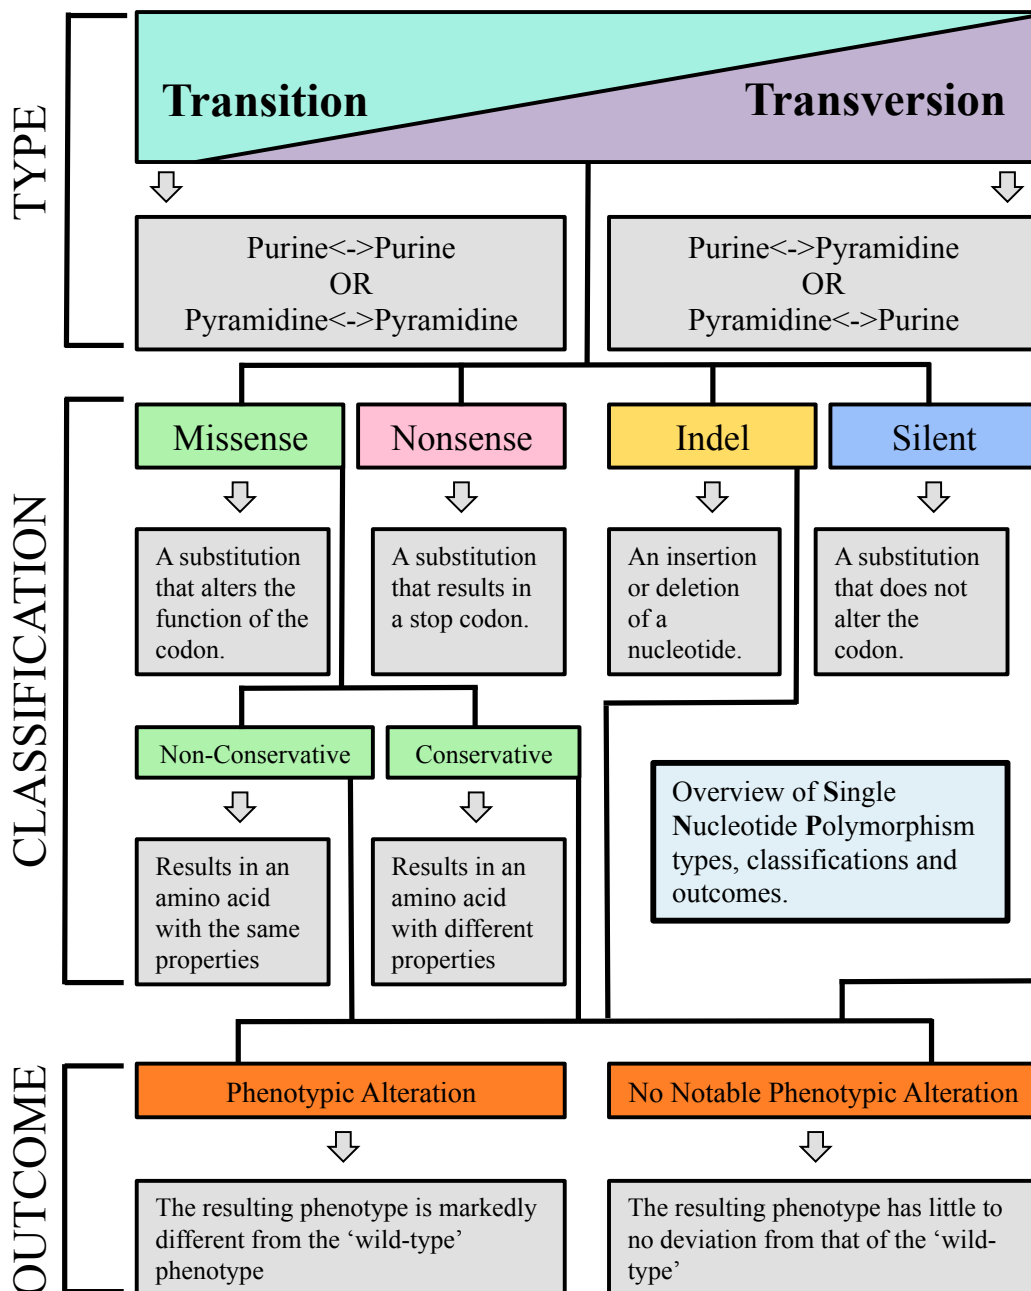 TYPE
Transition
Transversion
Purine<->Purine
OR
Pyramidine<->Pyramidine
Purine<->Pyramidine
OR
Pyramidine<->Purine
CLASSIFICATION
Missense
Nonsense
Indel
Silent
A substitution
that alters the
function of the
codon.
A substitution
that results in
a stop codon.
An insertion
or deletion
of a
nucleotide.
A substitution
that does not
alter the
codon.
Non-Conservative
Conservative
Results in an
amino acid
with the same
properties
Results in an
amino acid
with different
properties
Overview of Single
Nucleotide Polymorphism
types, classifications and
outcomes.
OUTCOME
Phenotypic Alteration
No Notable Phenotypic Alteration
The resulting phenotype is markedly
different from the ‘wild-type’
phenotype
The resulting phenotype has little to
no deviation from that of the ‘wild-
type’